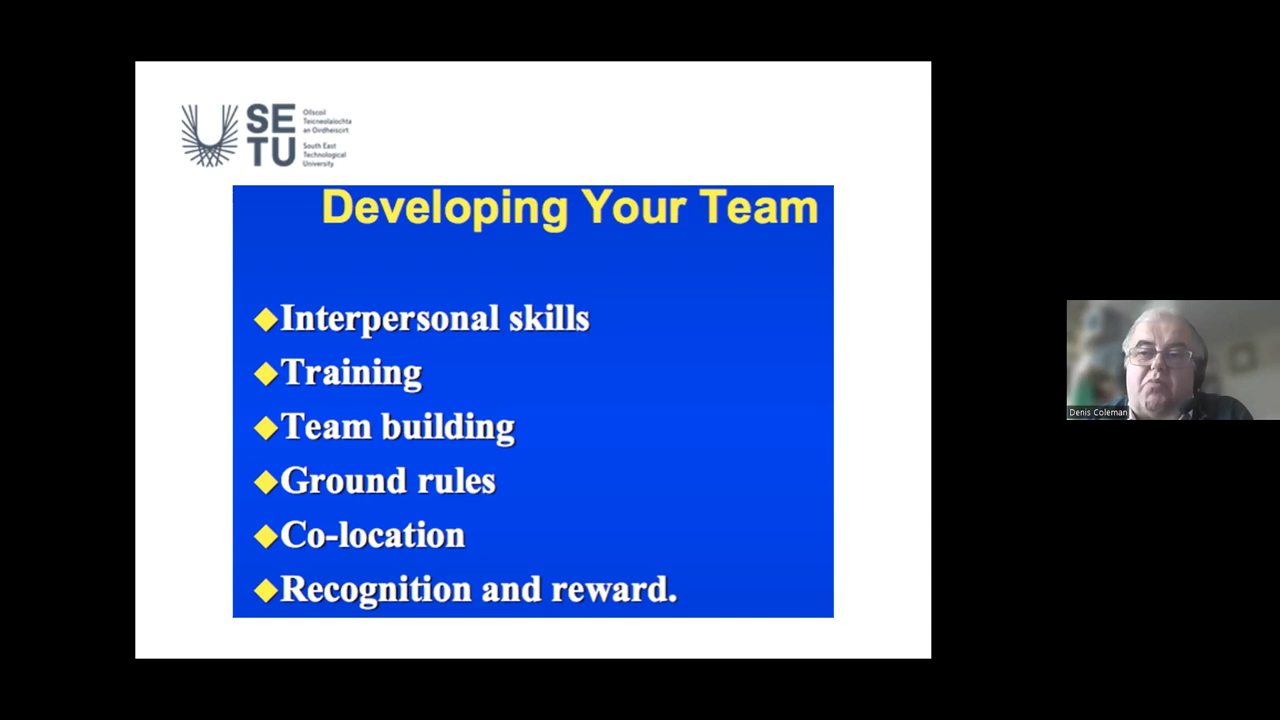 SE
TU
Ollscoil
Teicneolaíochta
an Oirdheiscirt
South East
Technological
University
Developing Your Team
Interpersonal skills
Training
Team building
Ground rules
Co-location
Recognition and reward.
Denis Coleman